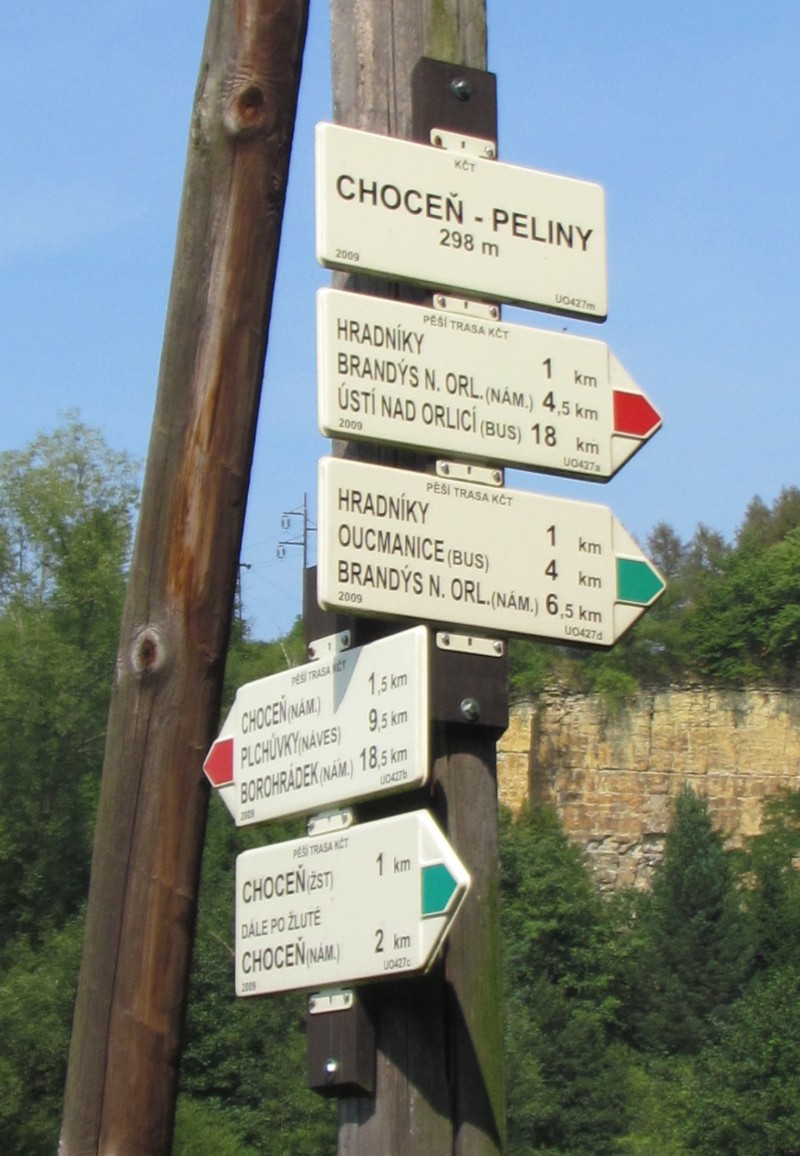 KČT
CHOCEŇ - PELINY
298 m
2009 UO427m
PĚŠÍ TRASA KČT
HRADNÍKY 1 km
BRANDÝS N. ORL.(NÁM.) 4,5 km
ÚSTÍ NAD ORLICÍ(BUS) 18 km
2009 UO427a
PĚŠÍ TRASA KČT
HRADNÍKY 1 km
OUCMANICE(BUS) 4 km
BRANDÝS N. ORL.(NÁM.) 6,5 km
2009 UO427d
PĚŠÍ TRASA KČT
CHOCEŇ(NÁM.) 1,5 km
PLCHŮVKY(NÁVES) 9,5 km
BOROHRÁDEK(NÁM.) 18,5 km
2009 UO427b
PĚŠÍ TRASA KČT
CHOCEŇ(ŽST) 1 km
DÁLE PO ŽLUTÉ
CHOCEŇ(NÁM.) 2 km
2009 UO427c